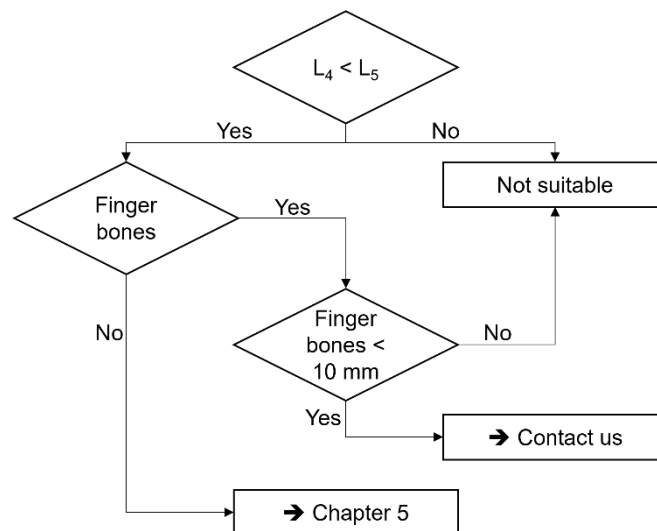 L₄ < L₅
Yes
No
Finger
bones
Yes
Not suitable
No
Finger
bones <
10 mm
No
Yes
➔ Contact us
➔ Chapter 5